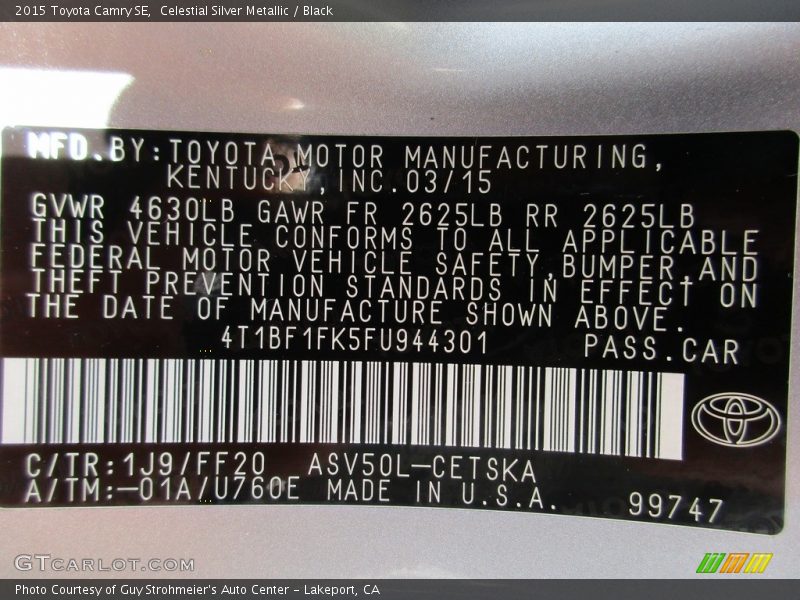 2015 Toyota Camry SE,  Celestial Silver Metallic / Black
MFD.BY:TOYOTA MOTOR MANUFACTURING,
KENTUCKY,INC.03/15
GVWR 4630LB GAWR FR 2625LB RR 2625LB
THIS VEHICLE CONFORMS TO ALL APPLICABLE
FEDERAL MOTOR VEHICLE SAFETY,BUMPER,AND
THEFT PREVENTION STANDARDS IN EFFECT ON
THE DATE OF MANUFACTURE SHOWN ABOVE.
4T1BF1FK5FU944301 PASS.CAR
C/TR:1J9/FF20 ASV50L-CETSKA
A/TM:-01A/U760E MADE IN U.S.A. 99747
GTCARLOT.COM
Photo Courtesy of Guy Strohmeier's Auto Center - Lakeport, CA